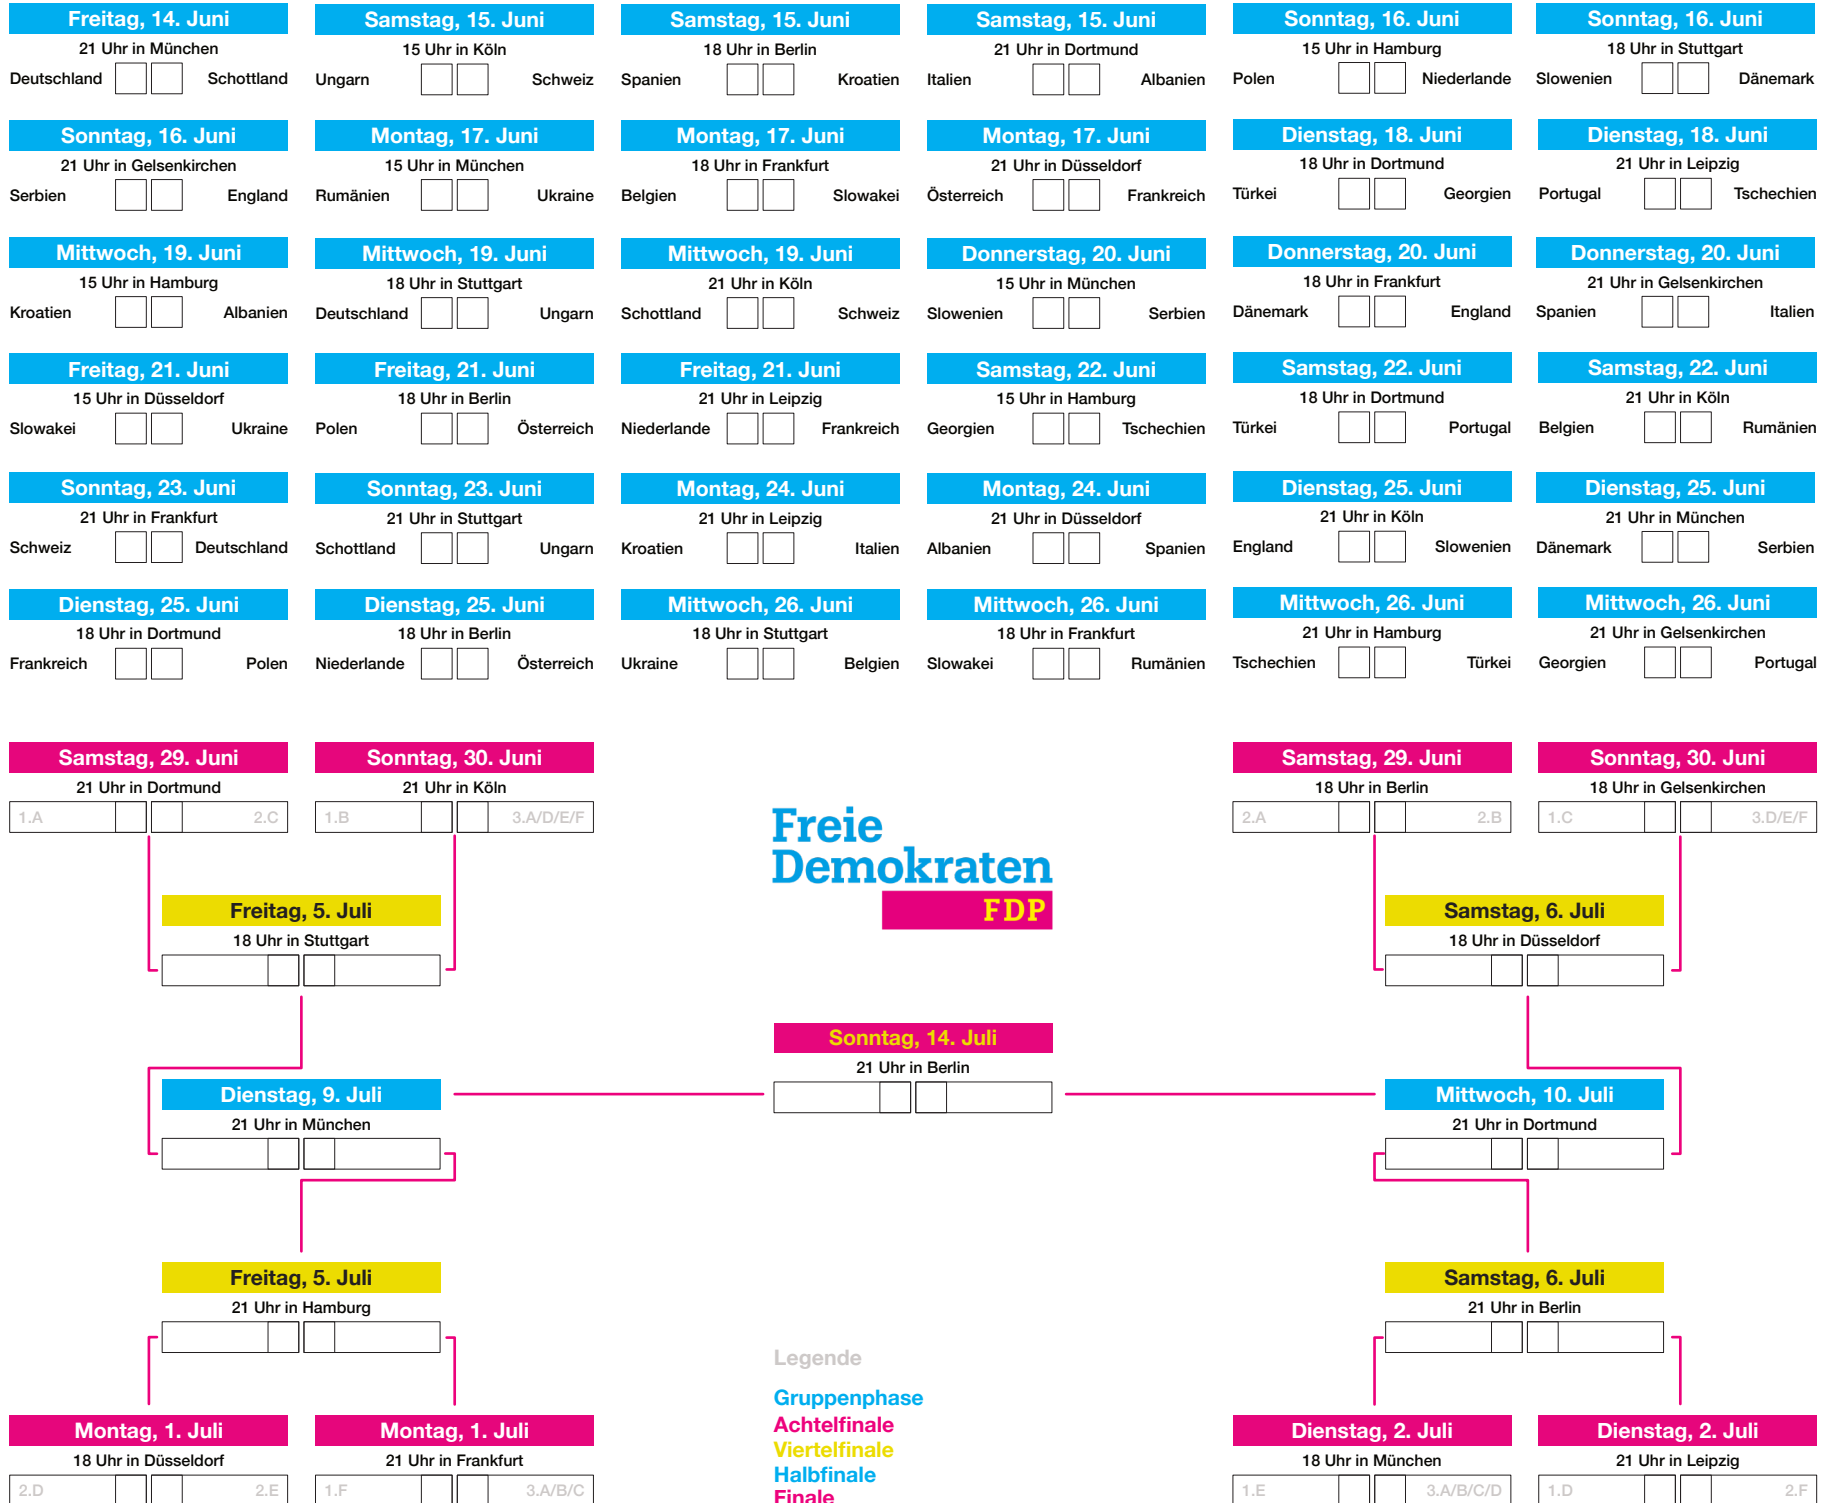 Freitag, 14. Juni
21 Uhr in München
Deutschland Schottland
Samstag, 15. Juni
15 Uhr in Köln
Ungarn Schweiz
Samstag, 15. Juni
18 Uhr in Berlin
Spanien Kroatien
Samstag, 15. Juni
21 Uhr in Dortmund
Italien Albanien
Sonntag, 16. Juni
15 Uhr in Hamburg
Polen Niederlande
Sonntag, 16. Juni
18 Uhr in Stuttgart
Slowenien Dänemark
Sonntag, 16. Juni
21 Uhr in Gelsenkirchen
Serbien England
Montag, 17. Juni
15 Uhr in München
Rumänien Ukraine
Montag, 17. Juni
18 Uhr in Frankfurt
Belgien Slowakei
Montag, 17. Juni
21 Uhr in Düsseldorf
Österreich Frankreich
Dienstag, 18. Juni
18 Uhr in Dortmund
Türkei Georgien
Dienstag, 18. Juni
21 Uhr in Leipzig
Portugal Tschechien
Mittwoch, 19. Juni
15 Uhr in Hamburg
Kroatien Albanien
Mittwoch, 19. Juni
18 Uhr in Stuttgart
Deutschland Ungarn
Mittwoch, 19. Juni
21 Uhr in Köln
Schottland Schweiz
Donnerstag, 20. Juni
15 Uhr in München
Slowenien Serbien
Donnerstag, 20. Juni
18 Uhr in Frankfurt
Dänemark England
Donnerstag, 20. Juni
21 Uhr in Gelsenkirchen
Spanien Italien
Freitag, 21. Juni
15 Uhr in Düsseldorf
Slowakei Ukraine
Freitag, 21. Juni
18 Uhr in Berlin
Polen Österreich
Freitag, 21. Juni
21 Uhr in Leipzig
Niederlande Frankreich
Samstag, 22. Juni
15 Uhr in Hamburg
Georgien Tschechien
Samstag, 22. Juni
18 Uhr in Dortmund
Türkei Portugal
Samstag, 22. Juni
21 Uhr in Köln
Belgien Rumänien
Sonntag, 23. Juni
21 Uhr in Frankfurt
Schweiz Deutschland
Sonntag, 23. Juni
21 Uhr in Stuttgart
Schottland Ungarn
Montag, 24. Juni
21 Uhr in Leipzig
Kroatien Italien
Montag, 24. Juni
21 Uhr in Düsseldorf
Albanien Spanien
Dienstag, 25. Juni
21 Uhr in Köln
England Slowenien
Dienstag, 25. Juni
21 Uhr in München
Dänemark Serbien
Dienstag, 25. Juni
18 Uhr in Dortmund
Frankreich Polen
Dienstag, 25. Juni
18 Uhr in Berlin
Niederlande Österreich
Mittwoch, 26. Juni
18 Uhr in Stuttgart
Ukraine Belgien
Mittwoch, 26. Juni
18 Uhr in Frankfurt
Slowakei Rumänien
Mittwoch, 26. Juni
21 Uhr in Hamburg
Tschechien Türkei
Mittwoch, 26. Juni
21 Uhr in Gelsenkirchen
Georgien Portugal
Samstag, 29. Juni
21 Uhr in Dortmund
1.A 2.C
Sonntag, 30. Juni
21 Uhr in Köln
1.B 3.A/D/E/F
Samstag, 29. Juni
18 Uhr in Berlin
2.A 2.B
Sonntag, 30. Juni
18 Uhr in Gelsenkirchen
1.C 3.D/E/F
Freie
Demokraten
FDP
Freitag, 5. Juli
18 Uhr in Stuttgart
Samstag, 6. Juli
18 Uhr in Düsseldorf
Sonntag, 14. Juli
21 Uhr in Berlin
Dienstag, 9. Juli
21 Uhr in München
Mittwoch, 10. Juli
21 Uhr in Dortmund
Freitag, 5. Juli
21 Uhr in Hamburg
Samstag, 6. Juli
21 Uhr in Berlin
Legende
Gruppenphase
Achtelfinale
Viertelfinale
Halbfinale
Finale
Montag, 1. Juli
18 Uhr in Düsseldorf
2.D 2.E
Montag, 1. Juli
21 Uhr in Frankfurt
1.F 3.A/B/C
Dienstag, 2. Juli
18 Uhr in München
1.E 3.A/B/C/D
Dienstag, 2. Juli
21 Uhr in Leipzig
1.D 2.F